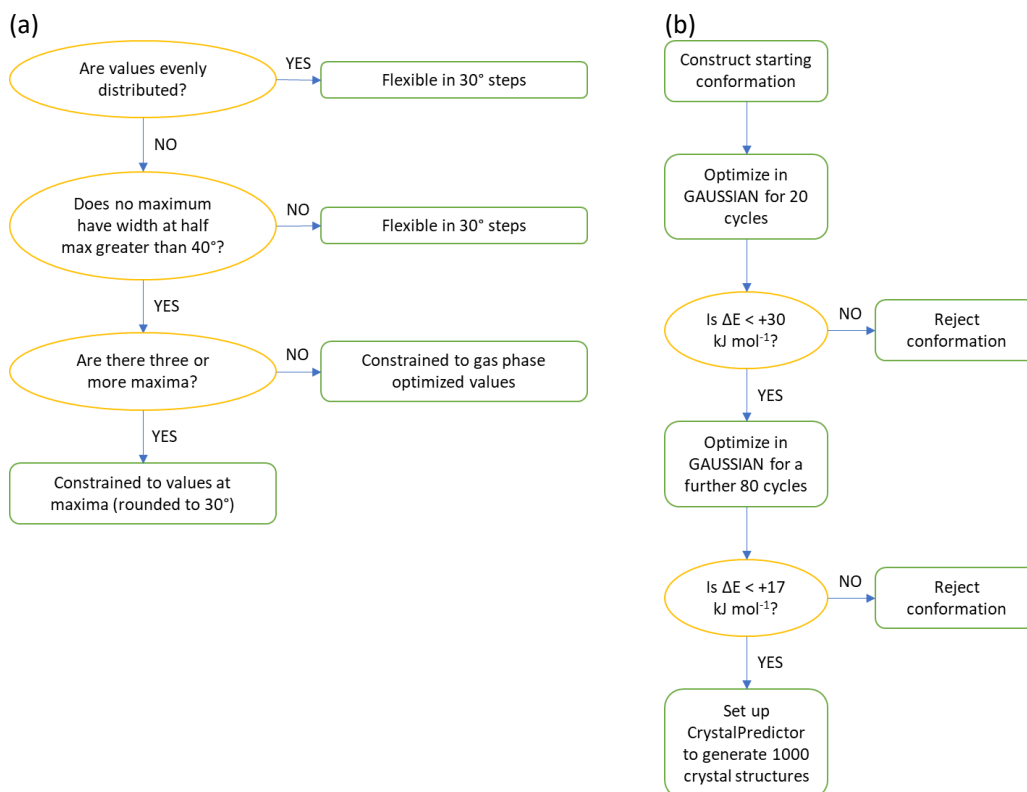 (a)
Are values evenly
distributed?
YES
Flexible in 30° steps
NO
Does no maximum
have width at half
max greater than 40°?
NO
Flexible in 30° steps
YES
Are there three or
more maxima?
NO
Constrained to gas phase
optimized values
YES
Constrained to values at
maxima (rounded to 30°)
(b)
Construct starting
conformation
Optimize in
GAUSSIAN for 20
cycles
Is ΔE < +30
kJ mol⁻¹?
NO
Reject
conformation
YES
Optimize in
GAUSSIAN for a
further 80 cycles
Is ΔE < +17
kJ mol⁻¹?
NO
Reject
conformation
YES
Set up
CrystalPredictor
to generate 1000
crystal structures